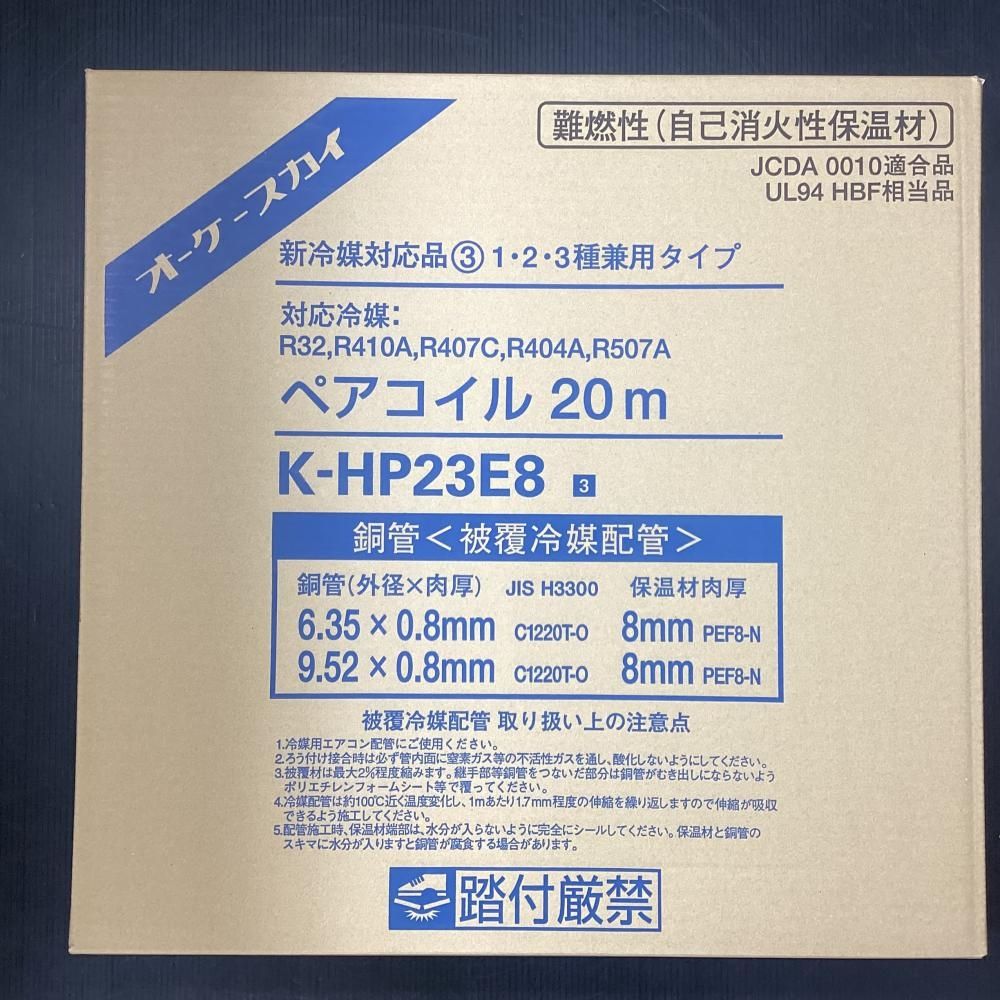 オーケースカイ
難燃性(自己消火性保温材)
JCDA 0010適合品
UL94 HBF相当品
新冷媒対応品③1・2・3種兼用タイプ
対応冷媒:
R32,R410A,R407C,R404A,R507A
ペアコイル 20m
K-HP23E8 3
銅管<被覆冷媒配管>
銅管(外径×肉厚) JIS H3300 保温材肉厚
6.35×0.8mm C1220T-O 8mm PEF8-N
9.52×0.8mm C1220T-O 8mm PEF8-N
被覆冷媒配管 取り扱い上の注意点
1.冷媒用エアコン配管にご使用ください。
2.ろう付け接合時は必ず管内面に窒素ガス等の不活性ガスを通し、酸化しないようにしてください。
3.被覆材は最大2%程度縮みます。継手部等銅管をつないだ部分は銅管がむき出しにならないよう
ポリエチレンフォームシート等で覆ってください。
4.冷媒配管は約100℃近く温度変化し、1mあたり1.7mm程度の伸縮を繰り返しますので伸縮が吸収
できるよう施工してください。
5.配管施工時、保温材端部は、水分が入らないように完全にシールしてください。保温材と銅管の
スキマに水分が入りますと銅管が腐食する場合があります。
踏付厳禁